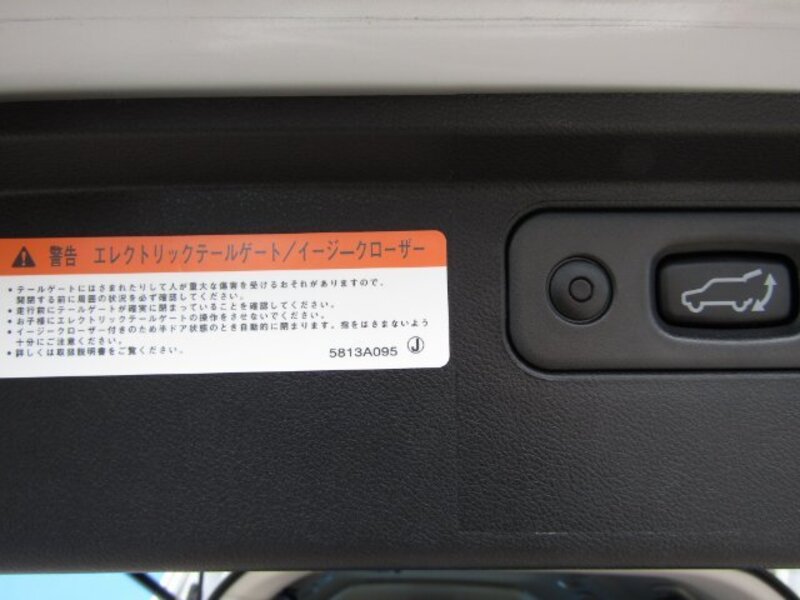 警告 エレクトリックテールゲート／イージークローザー
・テールゲートにはさまれたりして人が重大な傷害を受けるおそれがありますので、
開閉する前に周囲の状況を必ず確認してください。
・走行前にテールゲートが確実に閉まっていることを確認してください。
・お子様にエレクトリックテールゲートの操作をさせないでください。
・イージークローザー付きのため半ドア状態のとき自動的に閉まります。指をはさまないよう
十分にご注意ください。
・詳しくは取扱説明書をご覧ください。
5813A095 Ⓙ